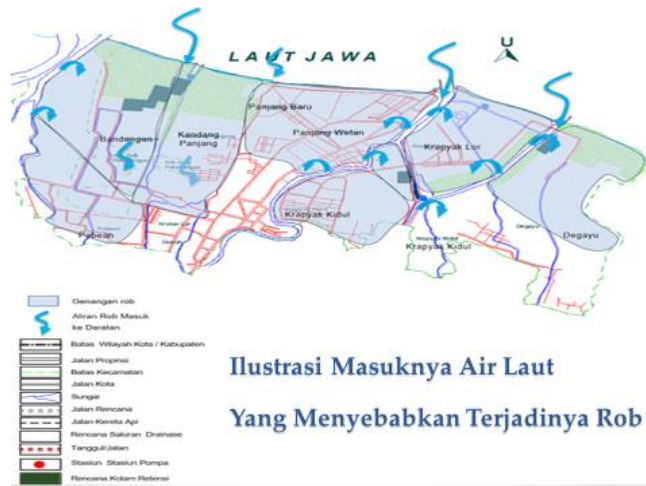 LAUT JAWA
U
Panjang Baru
Bandengan
Kandang
Panjang
Panjang Wetan
Krapyak Lor
Krapyak Kidul
Pabean
Krapyak Kidul
Degayu
Degayu
Genangan rob
Aliran Rob Masuk
ke Daratan
Batas Wilayah Kota / Kabupaten
Jalan Propinsi
Batas Kecamatan
Jalan Kota
Sungai
Jalan Rencana
Jalan Kereta Api
Rencana Saluran Drainase
Tanggul/Jalan
Stasiun Stasiun Pompa
Rencana Kolam Retensi
Ilustrasi Masuknya Air Laut
Yang Menyebabkan Terjadinya Rob